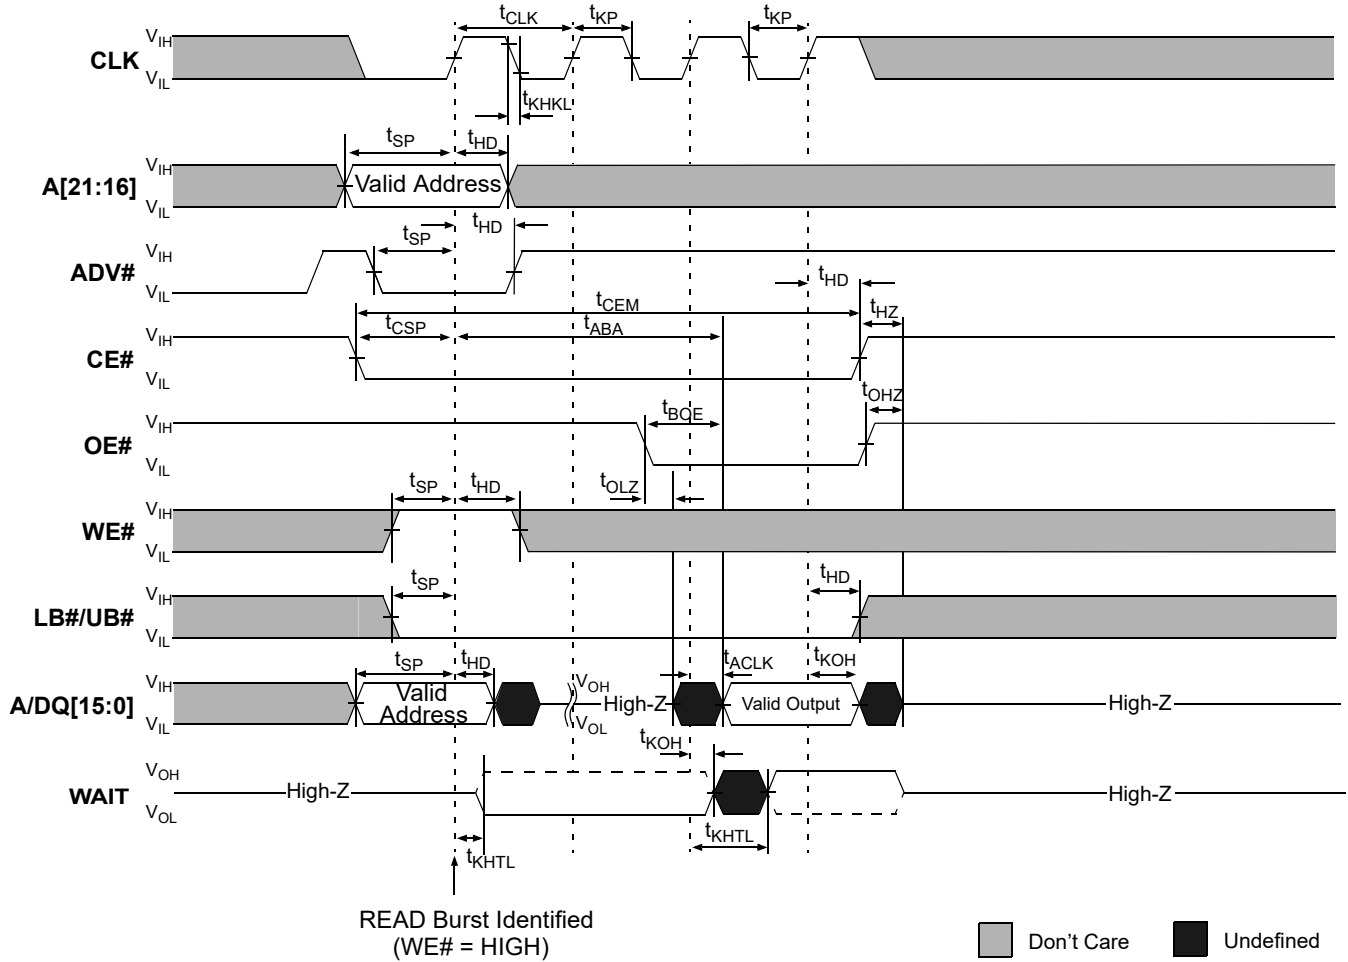 tCLK tKP tKP
CLK VIH
VIL
tKHKL
tSP tHD
A[21:16] VIH Valid Address
VIL
tSP tHD
ADV# VIH
VIL
tHD
tCEM tHZ
tCSP tABA
CE# VIH
VIL
tOHZ
tBOE
OE# VIH
VIL
tOLZ
tSP tHD
WE# VIH
VIL
tSP tHD
LB#/UB# VIH
VIL
tSP tHD tACLK tKOH
A/DQ[15:0] VIH Valid Address VOH High-Z Valid Output High-Z
VIL VOL
tKOH
WAIT VOH High-Z High-Z
VOL
tKHTL tKHTL
READ Burst Identified
(WE# = HIGH)
Don't Care Undefined